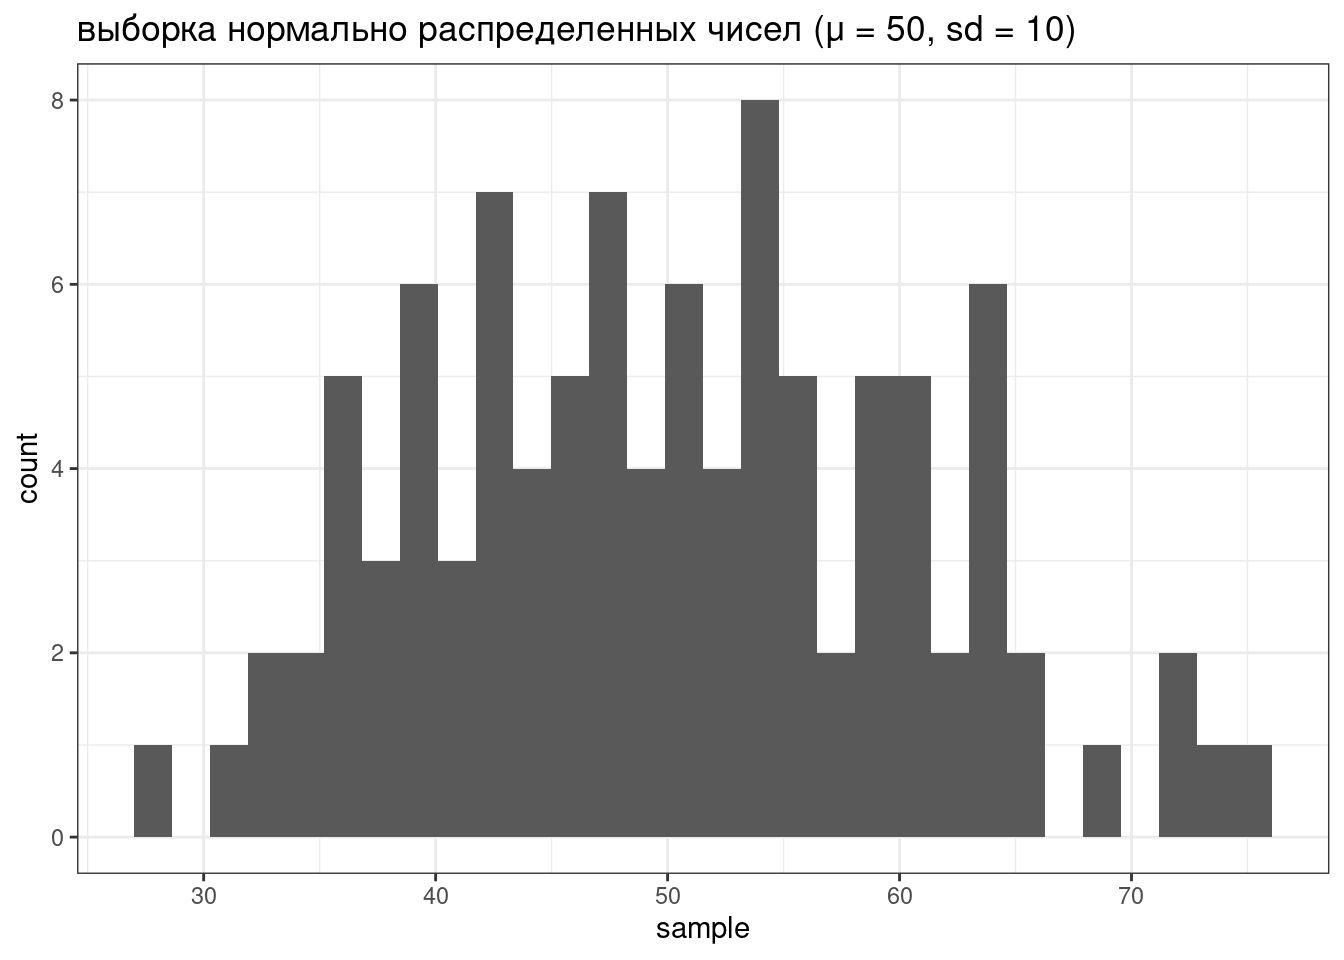 выборка нормально распределенных чисел (μ = 50, sd = 10)
8
6
4
2
0
count
30 40 50 60 70
sample